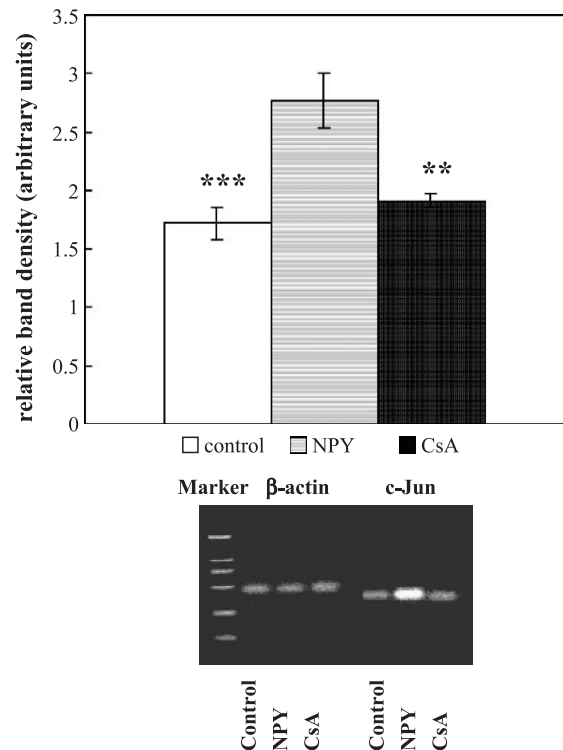 relative band density (arbitrary units)
3.5
3
2.5
2
1.5
1
0.5
0
***
**
control NPY CsA
Marker β-actin c-Jun
Control NPY CsA Control NPY CsA